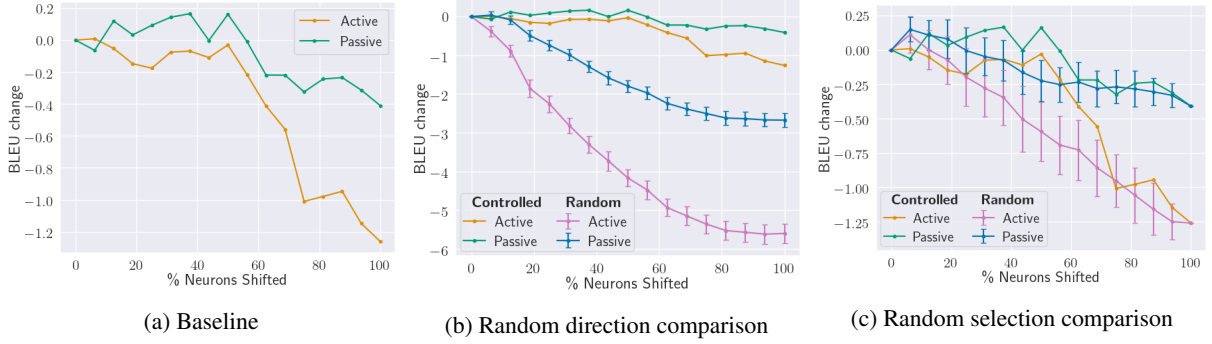 0.2
0.0
−0.2
−0.4
−0.6
−0.8
−1.0
−1.2
BLEU change
Active
Passive
0 20 40 60 80 100
% Neurons Shifted
(a) Baseline
0
−1
−2
−3
−4
−5
−6
BLEU change
Controlled Random
Active Active
Passive Passive
0 20 40 60 80 100
% Neurons Shifted
(b) Random direction comparison
0.25
0.00
−0.25
−0.50
−0.75
−1.00
−1.25
BLEU change
Controlled Random
Active Active
Passive Passive
0 20 40 60 80 100
% Neurons Shifted
(c) Random selection comparison